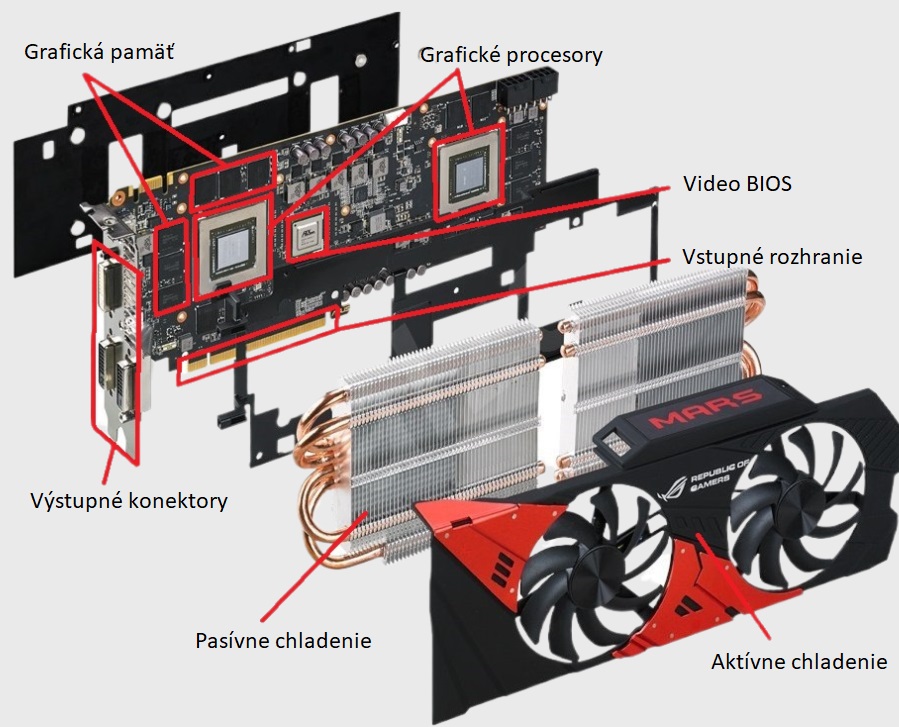 Grafická pamäť
Grafické procesory
Video BIOS
Vstupné rozhranie
MARS
REPUBLIC OF
GAMERS
Výstupné konektory
Pasívne chladenie
Aktívne chladenie